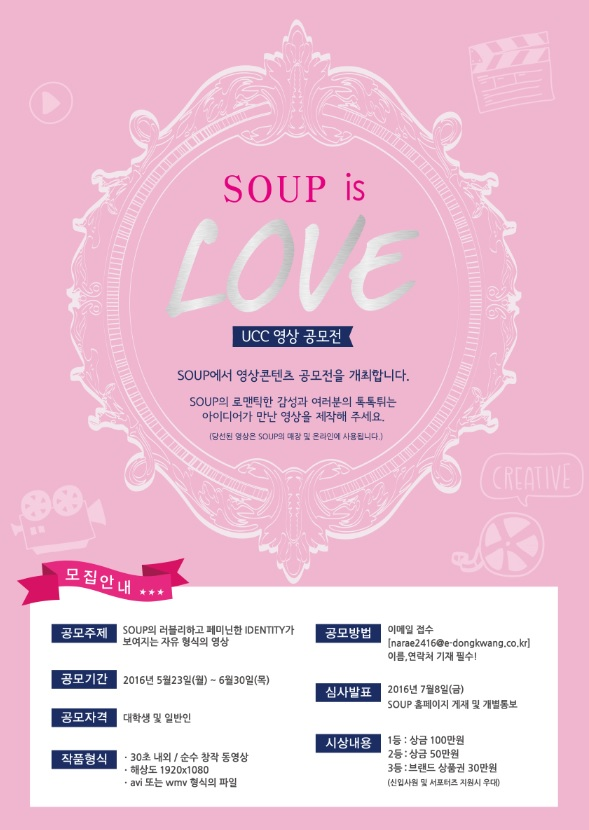 SOUP is
LOVE
UCC 영상 공모전
SOUP에서 영상콘텐츠 공모전을 개최합니다.
SOUP의 로맨틱한 감성과 여러분의 톡톡튀는
아이디어가 만난 영상을 제작해 주세요.
(당선된 영상은 SOUP의 매장 및 온라인에 사용됩니다.)
CREATIVE
모집안내
공모주제
SOUP의 러블리하고 페미닌한 IDENTITY가
보여지는 자유 형식의 영상
공모기간
2016년 5월23일(월) ~ 6월30일(목)
공모자격
대학생 및 일반인
작품형식
· 30초 내외 / 순수 창작 동영상
· 해상도 1920x1080
· avi 또는 wmv 형식의 파일
공모방법
이메일 접수
[narae2416@e-dongkwang.co.kr]
이름,연락처 기재 필수!
심사발표
2016년 7월8일(금)
SOUP 홈페이지 게재 및 개별통보
시상내용
1등 : 상금 100만원
2등 : 상금 50만원
3등 : 브랜드 상품권 30만원
(신입사원 및 서포터즈 지원시 우대)